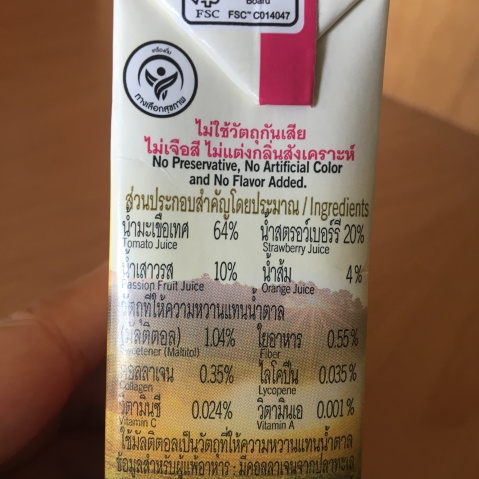 Board
FSC FSC™ C014047
เครื่องดื่ม
ทางเลือกสุขภาพ
ไม่ใช้วัตถุกันเสีย
ไม่เจือสี ไม่แต่งกลิ่นสังเคราะห์
No Preservative, No Artificial Color
and No Flavor Added.
ส่วนประกอบสำคัญโดยประมาณ / Ingredients
น้ำมะเขือเทศ 64% น้ำสตรอว์เบอร์รี 20%
Tomato Juice Strawberry Juice
น้ำเสาวรส 10% น้ำส้ม 4%
Passion Fruit Juice Orange Juice
วัตถุที่ให้ความหวานแทนน้ำตาล
(มัลติตอล) 1.04% ใยอาหาร 0.55%
Sweetener (Maltitol) Fiber
คอลลาเจน 0.35% ไลโคปีน 0.035%
Collagen Lycopene
วิตามินซี 0.024% วิตามินเอ 0.001%
Vitamin C Vitamin A
ใช้มัลติตอลเป็นวัตถุที่ให้ความหวานแทนน้ำตาล
ข้อมูลสำหรับผู้แพ้อาหาร : มีคอลลาเจนจากปลาทะเล